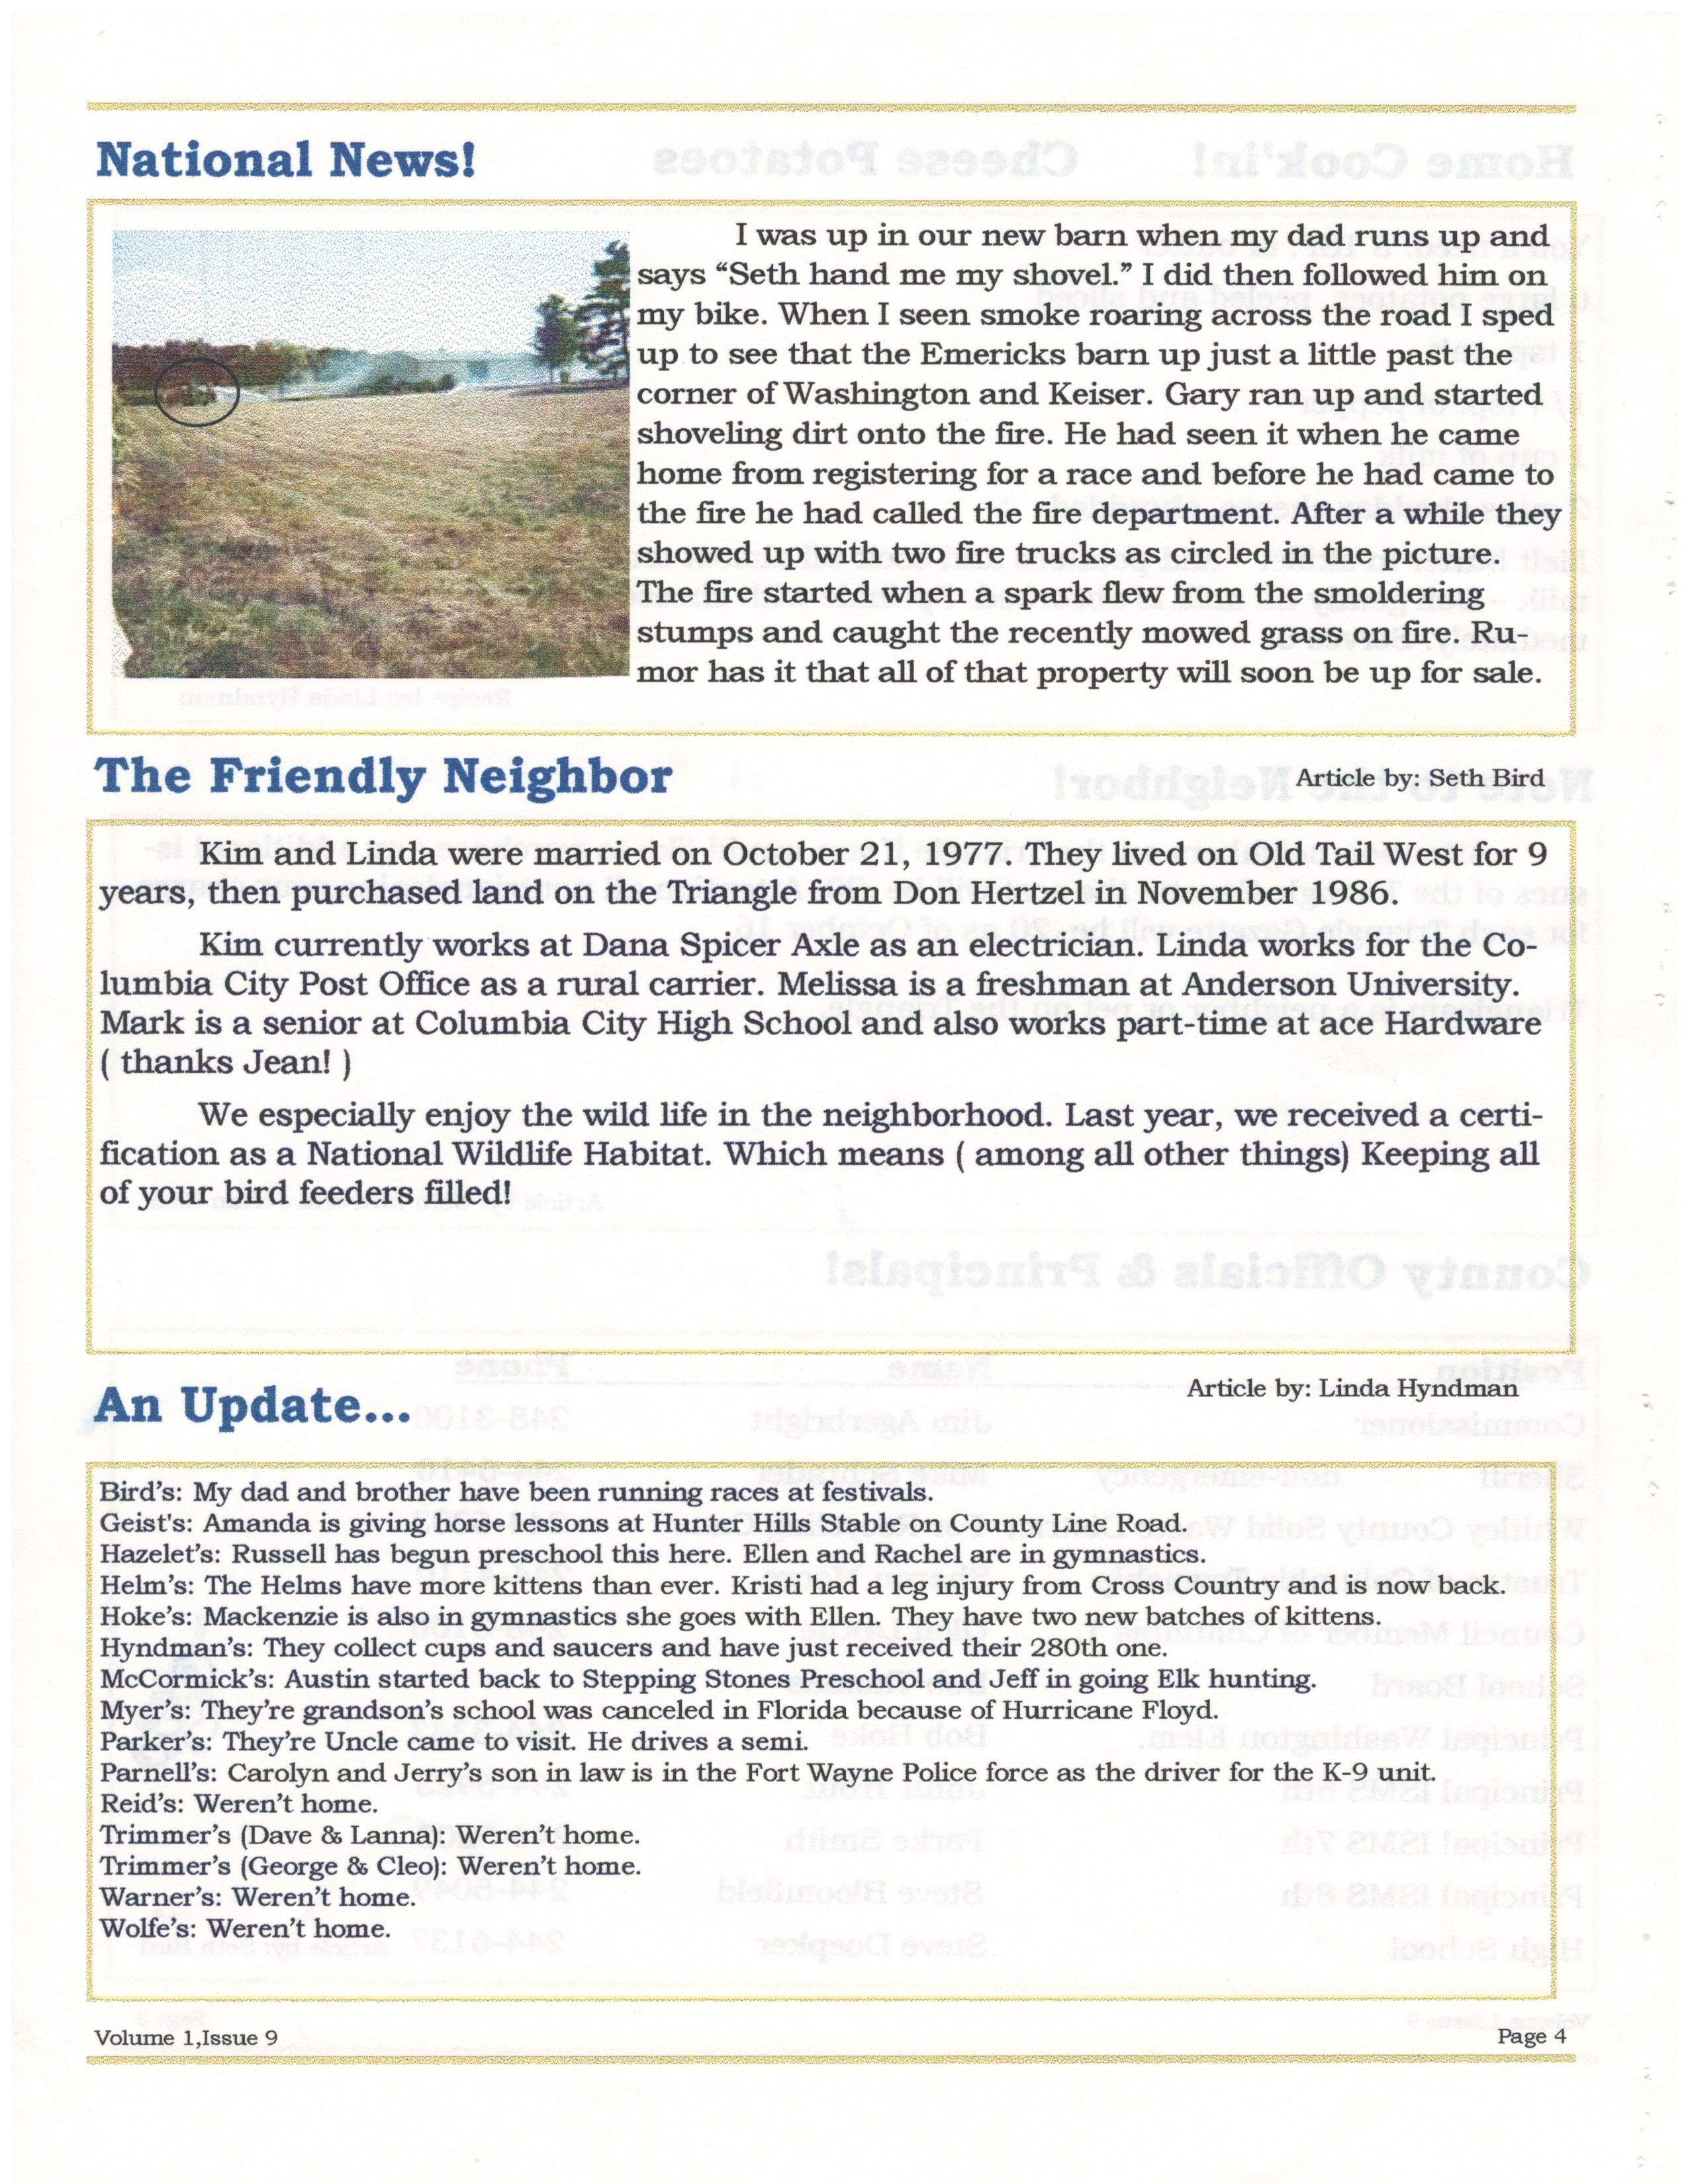 National News!
I was up in our new barn when my dad runs up and
says “Seth hand me my shovel.” I did then followed him on
my bike. When I seen smoke roaring across the road I sped
up to see that the Emericks barn up just a little past the
corner of Washington and Keiser. Gary ran up and started
shoveling dirt onto the fire. He had seen it when he came
home from registering for a race and before he had came to
the fire he had called the fire department. After a while they
showed up with two fire trucks as circled in the picture.
The fire started when a spark flew from the smoldering
stumps and caught the recently mowed grass on fire. Ru-
mor has it that all of that property will soon be up for sale.
The Friendly Neighbor
Article by: Seth Bird
Kim and Linda were married on October 21, 1977. They lived on Old Tail West for 9
years, then purchased land on the Triangle from Don Hertzel in November 1986.
Kim currently works at Dana Spicer Axle as an electrician. Linda works for the Co-
lumbia City Post Office as a rural carrier. Melissa is a freshman at Anderson University.
Mark is a senior at Columbia City High School and also works part-time at ace Hardware
( thanks Jean! )
We especially enjoy the wild life in the neighborhood. Last year, we received a certi-
fication as a National Wildlife Habitat. Which means ( among all other things) Keeping all
of your bird feeders filled!
An Update...
Article by: Linda Hyndman
Bird’s: My dad and brother have been running races at festivals.
Geist's: Amanda is giving horse lessons at Hunter Hills Stable on County Line Road.
Hazelet’s: Russell has begun preschool this here. Ellen and Rachel are in gymnastics.
Helm’s: The Helms have more kittens than ever. Kristi had a leg injury from Cross Country and is now back.
Hoke’s: Mackenzie is also in gymnastics she goes with Ellen. They have two new batches of kittens.
Hyndman’s: They collect cups and saucers and have just received their 280th one.
McCormick’s: Austin started back to Stepping Stones Preschool and Jeff in going Elk hunting.
Myer’s: They’re grandson’s school was canceled in Florida because of Hurricane Floyd.
Parker’s: They’re Uncle came to visit. He drives a semi.
Parnell’s: Carolyn and Jerry’s son in law is in the Fort Wayne Police force as the driver for the K-9 unit.
Reid’s: Weren’t home.
Trimmer’s (Dave & Lanna): Weren’t home.
Trimmer’s (George & Cleo): Weren’t home.
Warner’s: Weren’t home.
Wolfe’s: Weren’t home.
Volume 1,Issue 9
Page 4